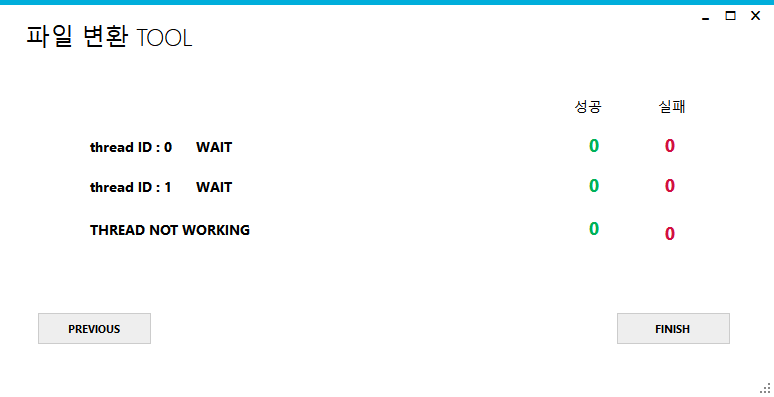 파일 변환 TOOL
성공 실패
thread ID : 0 WAIT 0 0
thread ID : 1 WAIT 0 0
THREAD NOT WORKING 0 0
PREVIOUS FINISH